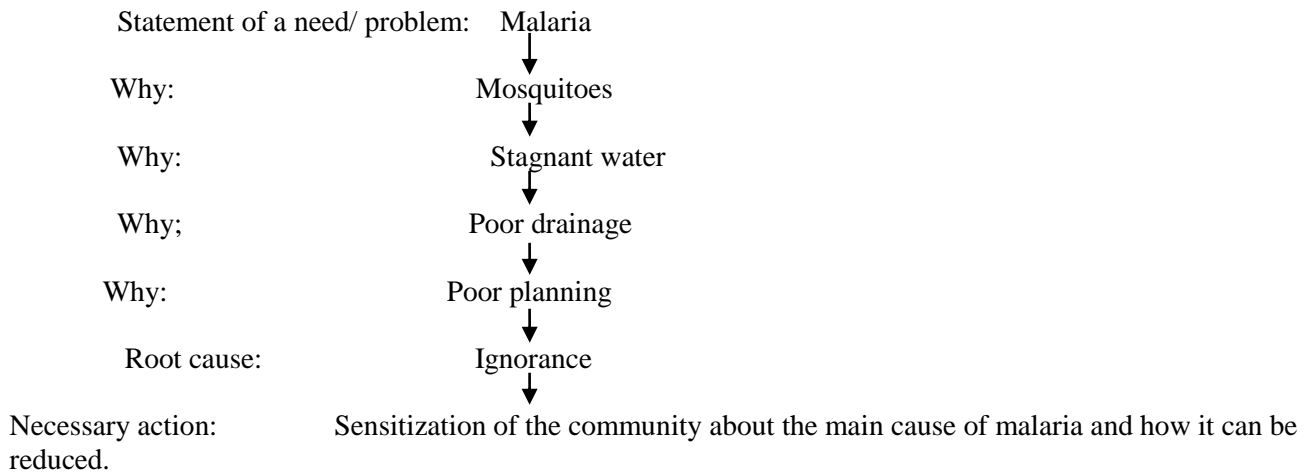 Statement of a need/ problem: Malaria
Why: Mosquitoes
Why: Stagnant water
Why; Poor drainage
Why: Poor planning
Root cause: Ignorance
Necessary action: Sensitization of the community about the main cause of malaria and how it can be
reduced.